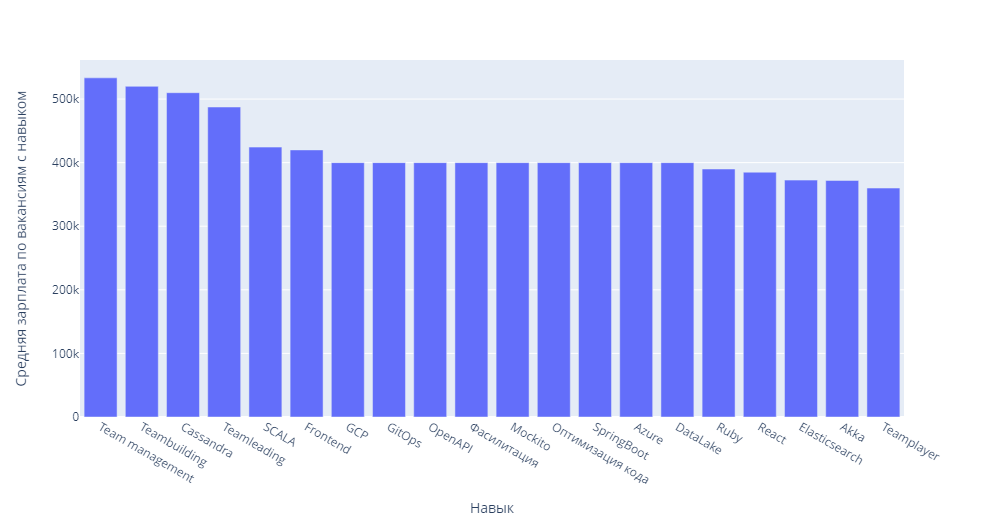 Средняя зарплата по вакансиям с навыком
500k
400k
300k
200k
100k
0
Team management
Teambuilding
Cassandra
Teamleading
SCALA
Frontend
GCP
GitOps
OpenAPI
Фасилитация
Mockito
Оптимизация кода
SpringBoot
Azure
DataLake
Ruby
React
Elasticsearch
Akka
Teamplayer
Навык